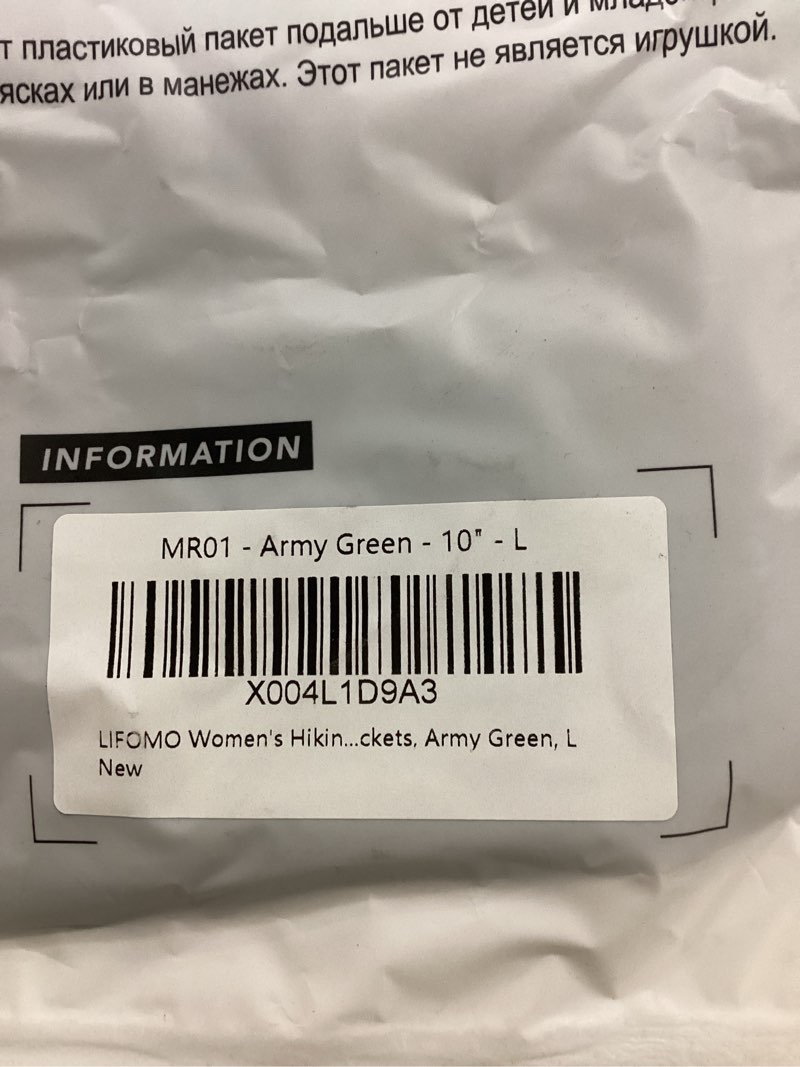 т пластиковый пакет подальше от детей и
ясках или в манежах. Этот пакет не является игрушкой.
INFORMATION
MR01 - Army Green - 10" - L
X004L1D9A3
LIFOMO Women's Hikin...ckets, Army Green, L
New